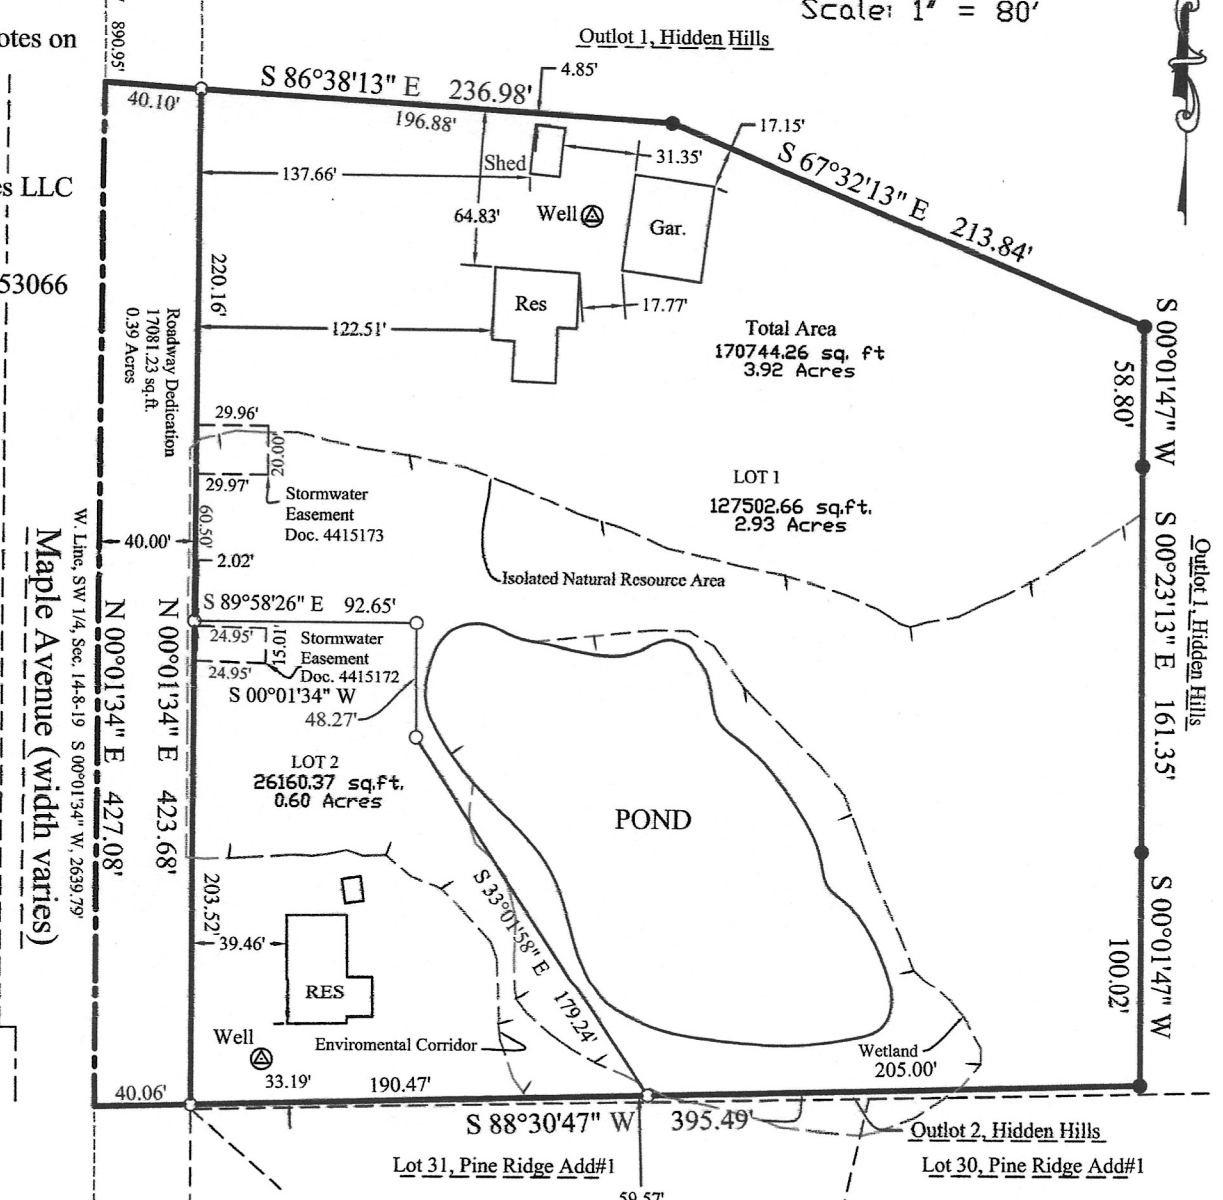 Scale: 1" = 80'
otes on
890.95'
Outlot 1, Hidden Hills
S 86°38'13" E 236.98'
4.85'
40.10'
196.88'
17.15'
S 67°32'13" E 213.84'
es LLC
137.66'
Shed
31.35'
64.83'
Well
Gar.
53066
220.16'
Res
17.77'
122.51'
Roadway Dedication
17081.23 sq.ft.
0.39 Acres
Total Area
170744.26 sq. ft
3.92 Acres
S 00°01'47" W
58.80'
29.96'
20.00'
29.97'
Stormwater
Easement
Doc. 4415173
LOT 1
127502.66 sq.ft.
2.93 Acres
60.50'
40.00'
2.02'
Isolated Natural Resource Area
S 00°23'13" E 161.35'
Outlot 1, Hidden Hills
Maple Avenue (width varies)
W. Line, SW 1/4, Sec. 14-8-19 S 00°01'34" W, 2639.79'
N 00°01'34" E 427.08'
N 00°01'34" E 423.68'
S 89°58'26" E 92.65'
24.95'
15.01'
24.95'
Stormwater
Easement
Doc. 4415172
S 00°01'34" W
48.27'
LOT 2
26160.37 sq.ft.
0.60 Acres
POND
203.52'
39.46'
RES
S 33°01'58" E 179.24'
S 00°01'47" W
100.02'
Well
Enviromental Corridor
Wetland
205.00'
40.06'
33.19'
190.47'
S 88°30'47" W 395.49'
Outlot 2, Hidden Hills
Lot 31, Pine Ridge Add#1
Lot 30, Pine Ridge Add#1
59.57'